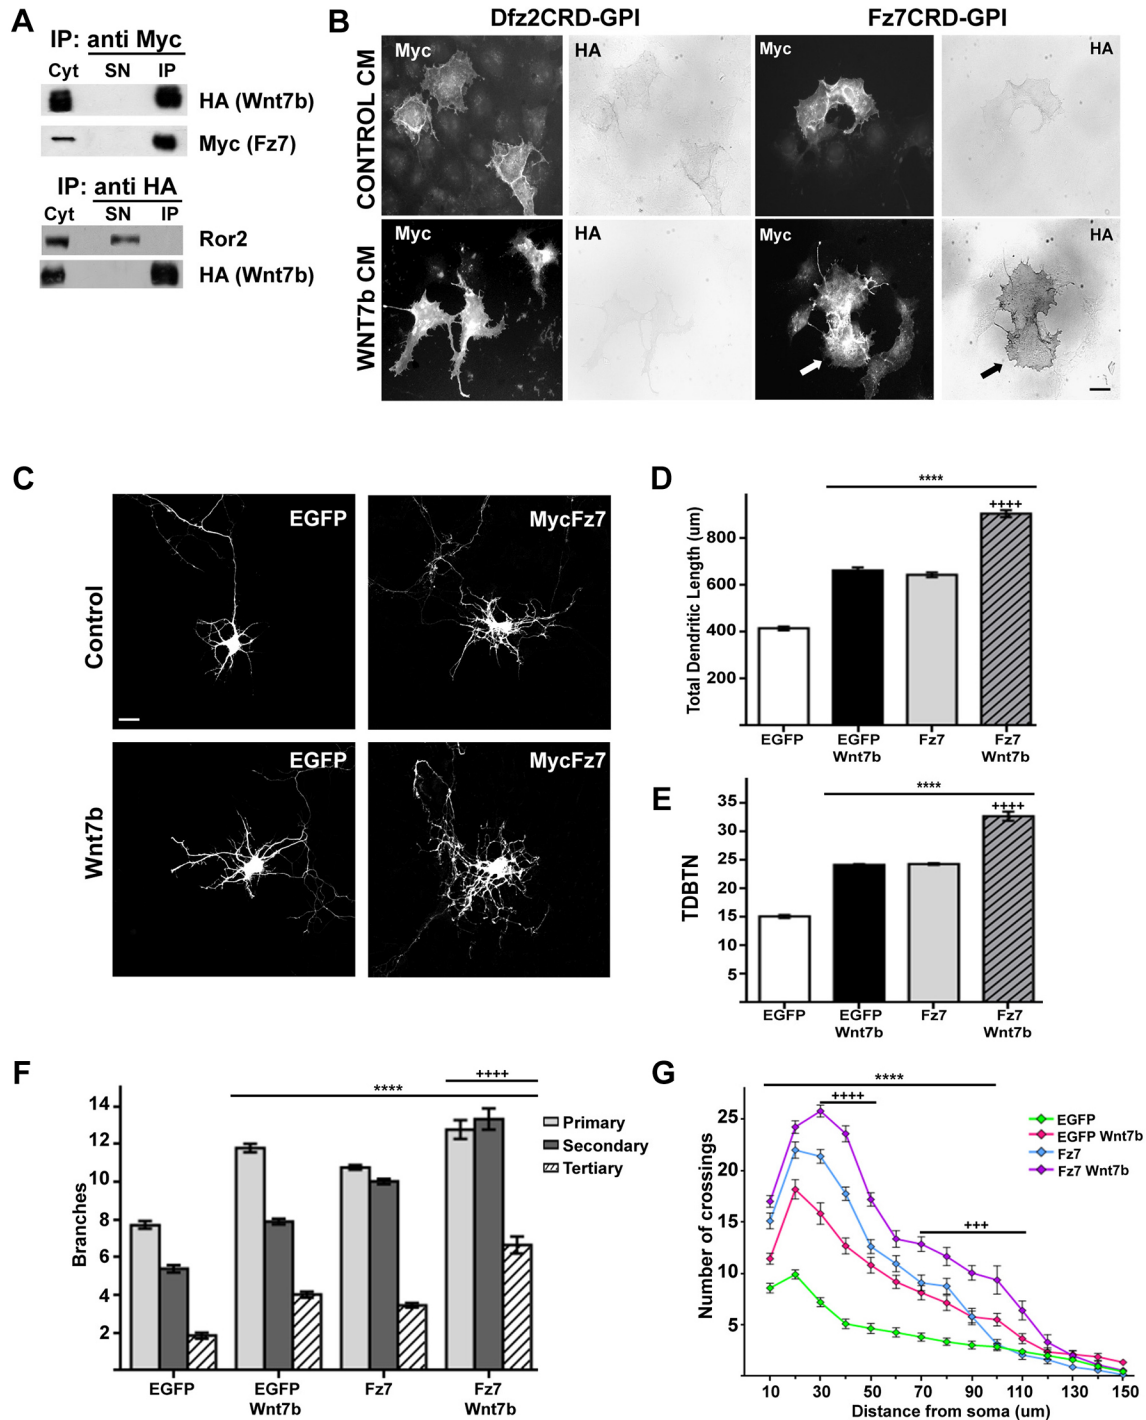 A
IP: anti Myc
Cyt SN IP
HA (Wnt7b)
Myc (Fz7)
IP: anti HA
Cyt SN IP
Ror2
HA (Wnt7b)
B
Dfz2CRD-GPI Fz7CRD-GPI
CONTROL CM
Myc HA Myc HA
WNT7b CM
Myc HA Myc HA
C
Control
EGFP MycFz7
Wnt7b
EGFP MycFz7
D
Total Dendritic Length (um)
****
++++
800
600
400
200
EGFP EGFP Wnt7b Fz7 Fz7 Wnt7b
E
TDBTN
****
++++
35
30
25
20
15
10
5
EGFP EGFP Wnt7b Fz7 Fz7 Wnt7b
F
Branches
++++
****
14
12
10
8
6
4
2
Primary
Secondary
Tertiary
EGFP EGFP Wnt7b Fz7 Fz7 Wnt7b
G
Number of crossings
****
++++
+++
25
20
15
10
5
EGFP
EGFP Wnt7b
Fz7
Fz7 Wnt7b
10 30 50 70 90 110 130 150
Distance from soma (um)